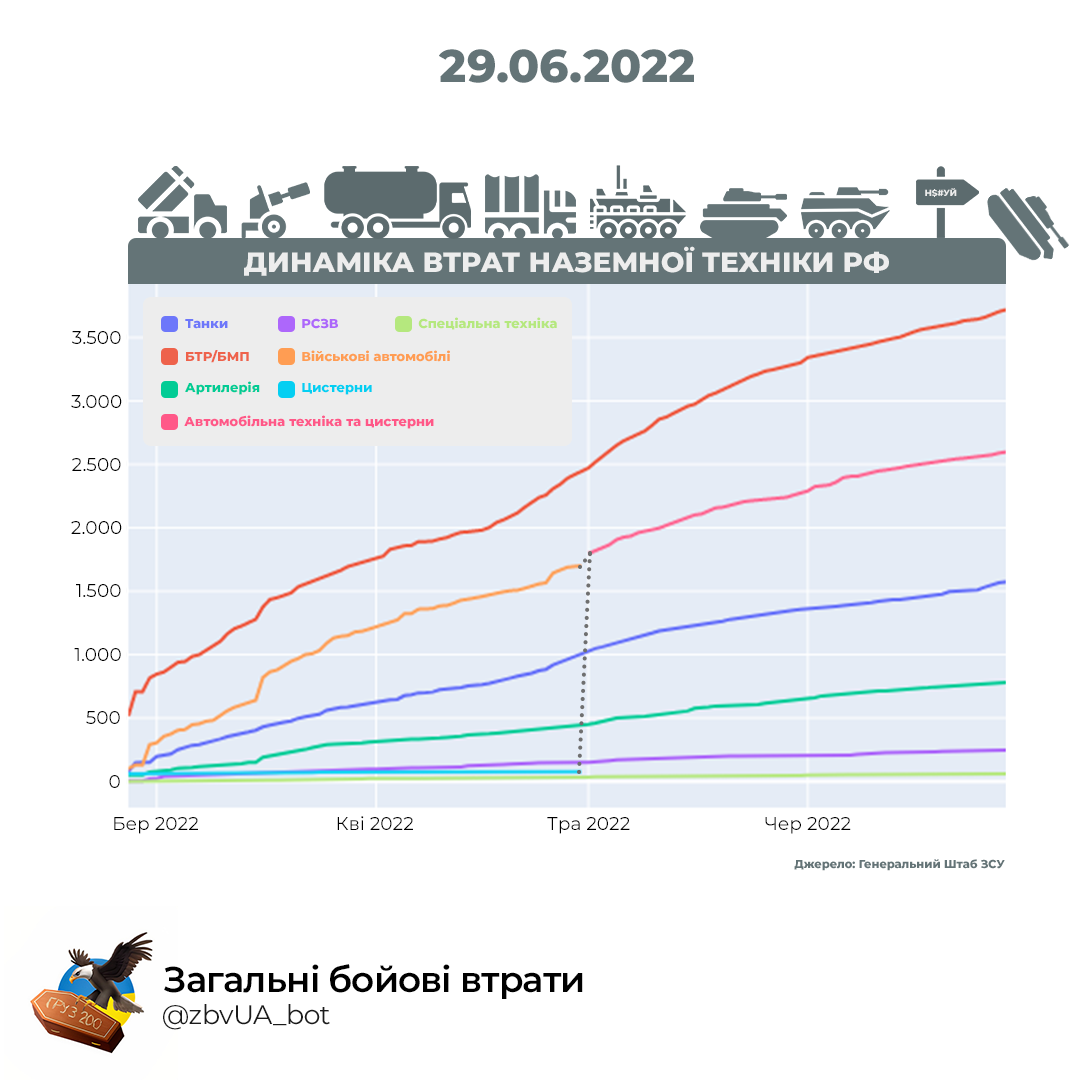 29.06.2022
Н$#УЙ
ДИНАМІКА ВТРАТ НАЗЕМНОЇ ТЕХНІКИ РФ
Танки РСЗВ Спеціальна техніка
БТР/БМП Військові автомобілі
Артилерія Цистерни
Автомобільна техніка та цистерни
3.500
3.000
2.500
2.000
1.500
1.000
500
0
Бер 2022 Кві 2022 Тра 2022 Чер 2022
Джерело: Генеральний Штаб ЗСУ
ГРУЗ 200
Загальні бойові втрати
@zbvUA_bot